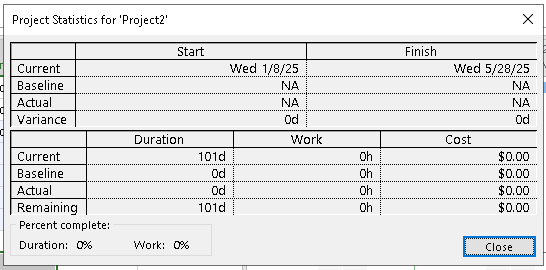 Project Statistics for 'Project2'
Start Finish
Current Wed 1/8/25 Wed 5/28/25
Baseline NA NA
Actual NA NA
Variance 0d 0d
Duration Work Cost
Current 101d 0h $0.00
Baseline 0d 0h $0.00
Actual 0d 0h $0.00
Remaining 101d 0h $0.00
Percent complete:
Duration: 0% Work: 0%
Close